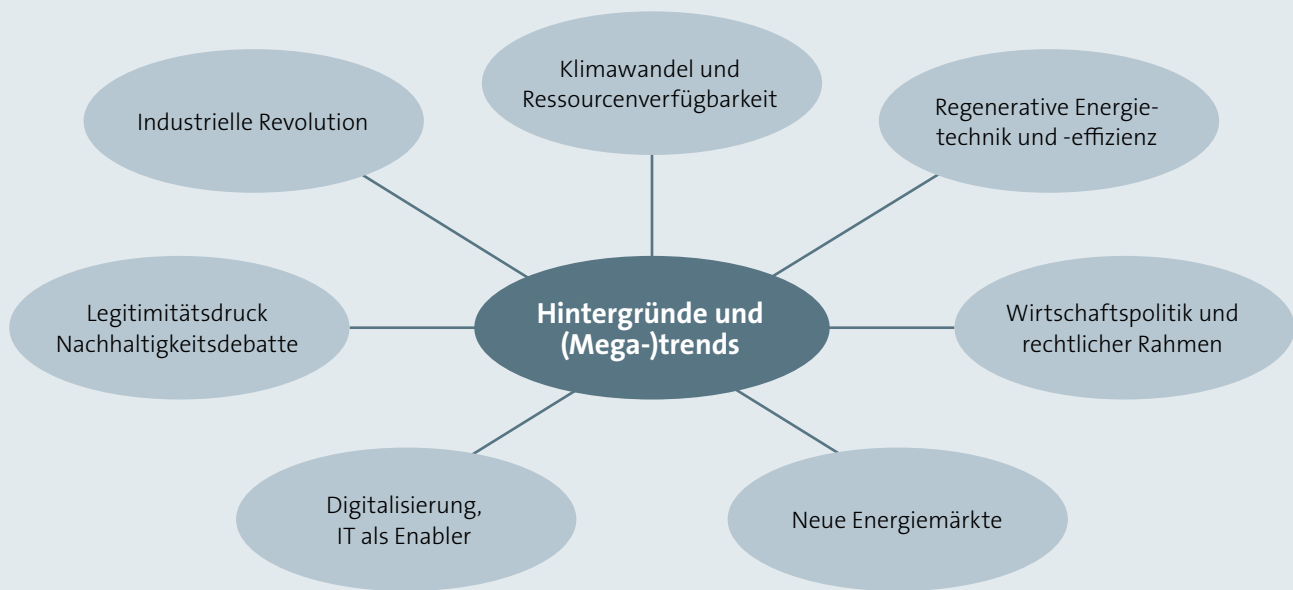 Klimawandel und
Ressourcenverfügbarkeit
Industrielle Revolution
Regenerative Energie-
technik und -effizienz
Legitimitätsdruck
Nachhaltigkeitsdebatte
Hintergründe und
(Mega-)trends
Wirtschaftspolitik und
rechtlicher Rahmen
Digitalisierung,
IT als Enabler
Neue Energiemärkte